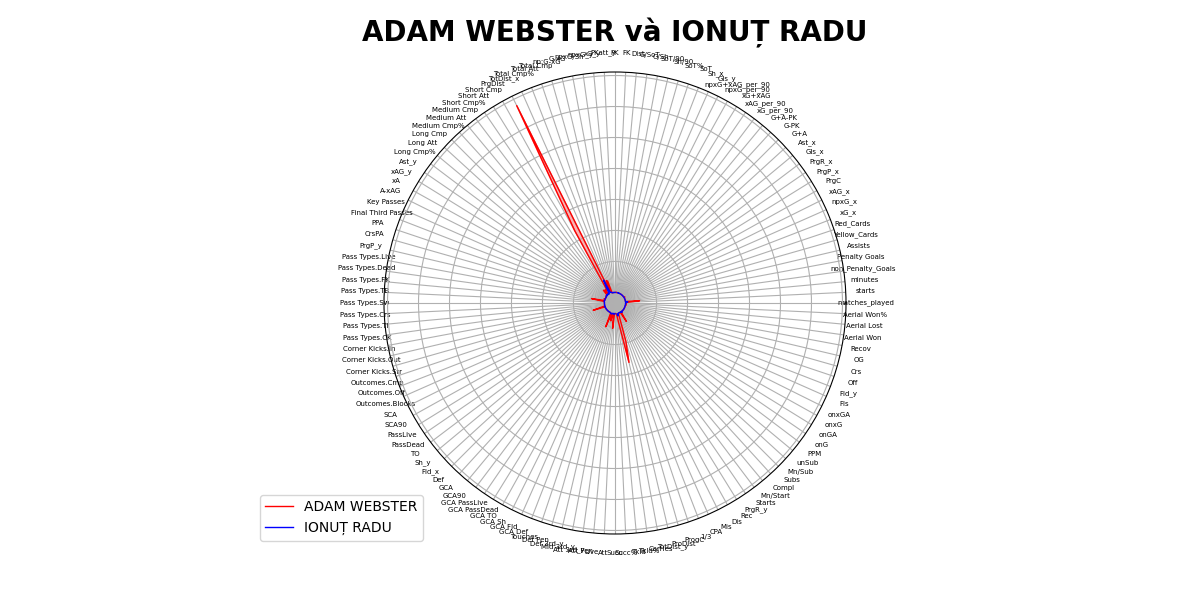 ADAM WEBSTER và IONUȚ RADU
Total Cmp%
TotDist_x
PrgDist
Short Cmp
Short Att
Short Cmp%
Medium Cmp
Medium Att
Medium Cmp%
Long Cmp
Long Att
Long Cmp%
Ast_y
xAG_y
xA
A-xAG
Key Passes
Final Third Passes
PPA
CrsPA
PrgP_y
Pass Types.Live
Pass Types.Dead
Pass Types.FK
Pass Types.TB
Pass Types.Sw
Pass Types.Crs
Pass Types.TI
Pass Types.CK
Corner Kicks.In
Corner Kicks.Out
Corner Kicks.Str
Outcomes.Cmp
Outcomes.Off
Outcomes.Blocks
SCA
SCA90
PassLive
PassDead
TO
Sh_y
Fld_x
Def
GCA
GCA90
GCA PassLive
GCA PassDead
GCA TO
GCA Sh
GCA Fld
GCA Def
Touches
FK
SoT%
SoT
Sh_x
Gls_y
npxG+xAG_per_90
npxG_per_90
xG+xAG
xAG_per_90
xG_per_90
G+A-PK
G-PK
G+A
Ast_x
Gls_x
PrgR_x
PrgP_x
PrgC
xAG_x
npxG_x
xG_x
Red_Cards
Yellow_Cards
Assists
Penalty Goals
non_Penalty_Goals
minutes
starts
matches_played
Aerial Won%
Aerial Lost
Aerial Won
Recov
OG
Crs
Off
Fld_y
Fls
onxGA
onxG
onGA
onG
PPM
unSub
Mn/Sub
Subs
Compl
Mn/Start
Starts
PrgR_y
Rec
Dis
Mis
CPA
1/3
ProgC
ProDist
TotDist_y
ADAM WEBSTER
IONUȚ RADU